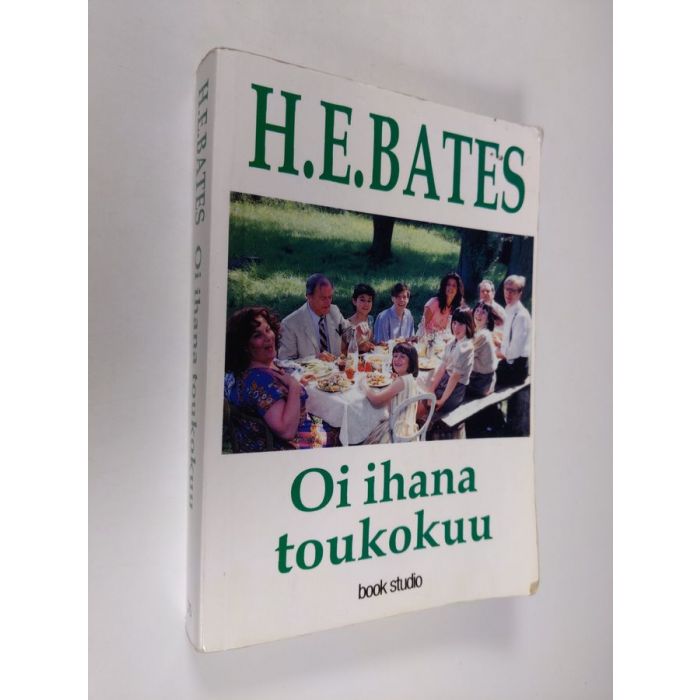 H.E.BATES
Oi ihana
toukokuu
book studio
H.E.BATES Oi ihana toukokuu